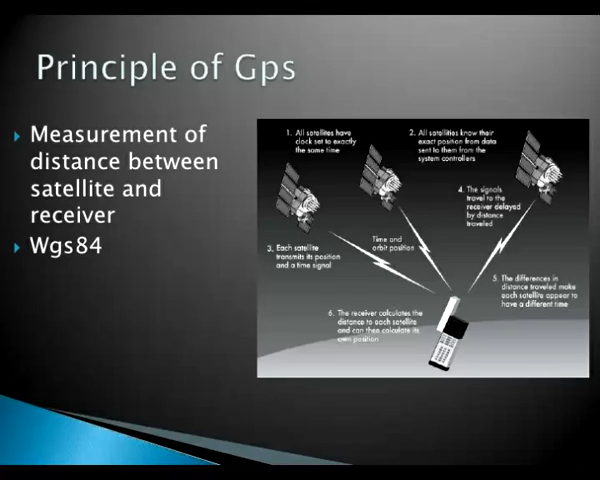 Principle of Gps
Measurement of
distance between
satellite and
receiver
Wgs84
1. All satellites have
clock set to exactly
the same time
2. All satellities know their
exact position from data
sent to them from the
system controllers
3. Each satellite
transmits its position
and a time signal
Time and
orbit position
4. The signals
travel to the
receiver delayed
by distance
traveled
5. The differences in
distance traveled make
each satellite appear to
have a different time
6. The receiver calculates the
distance to each satellite
and can then calculate its
own position